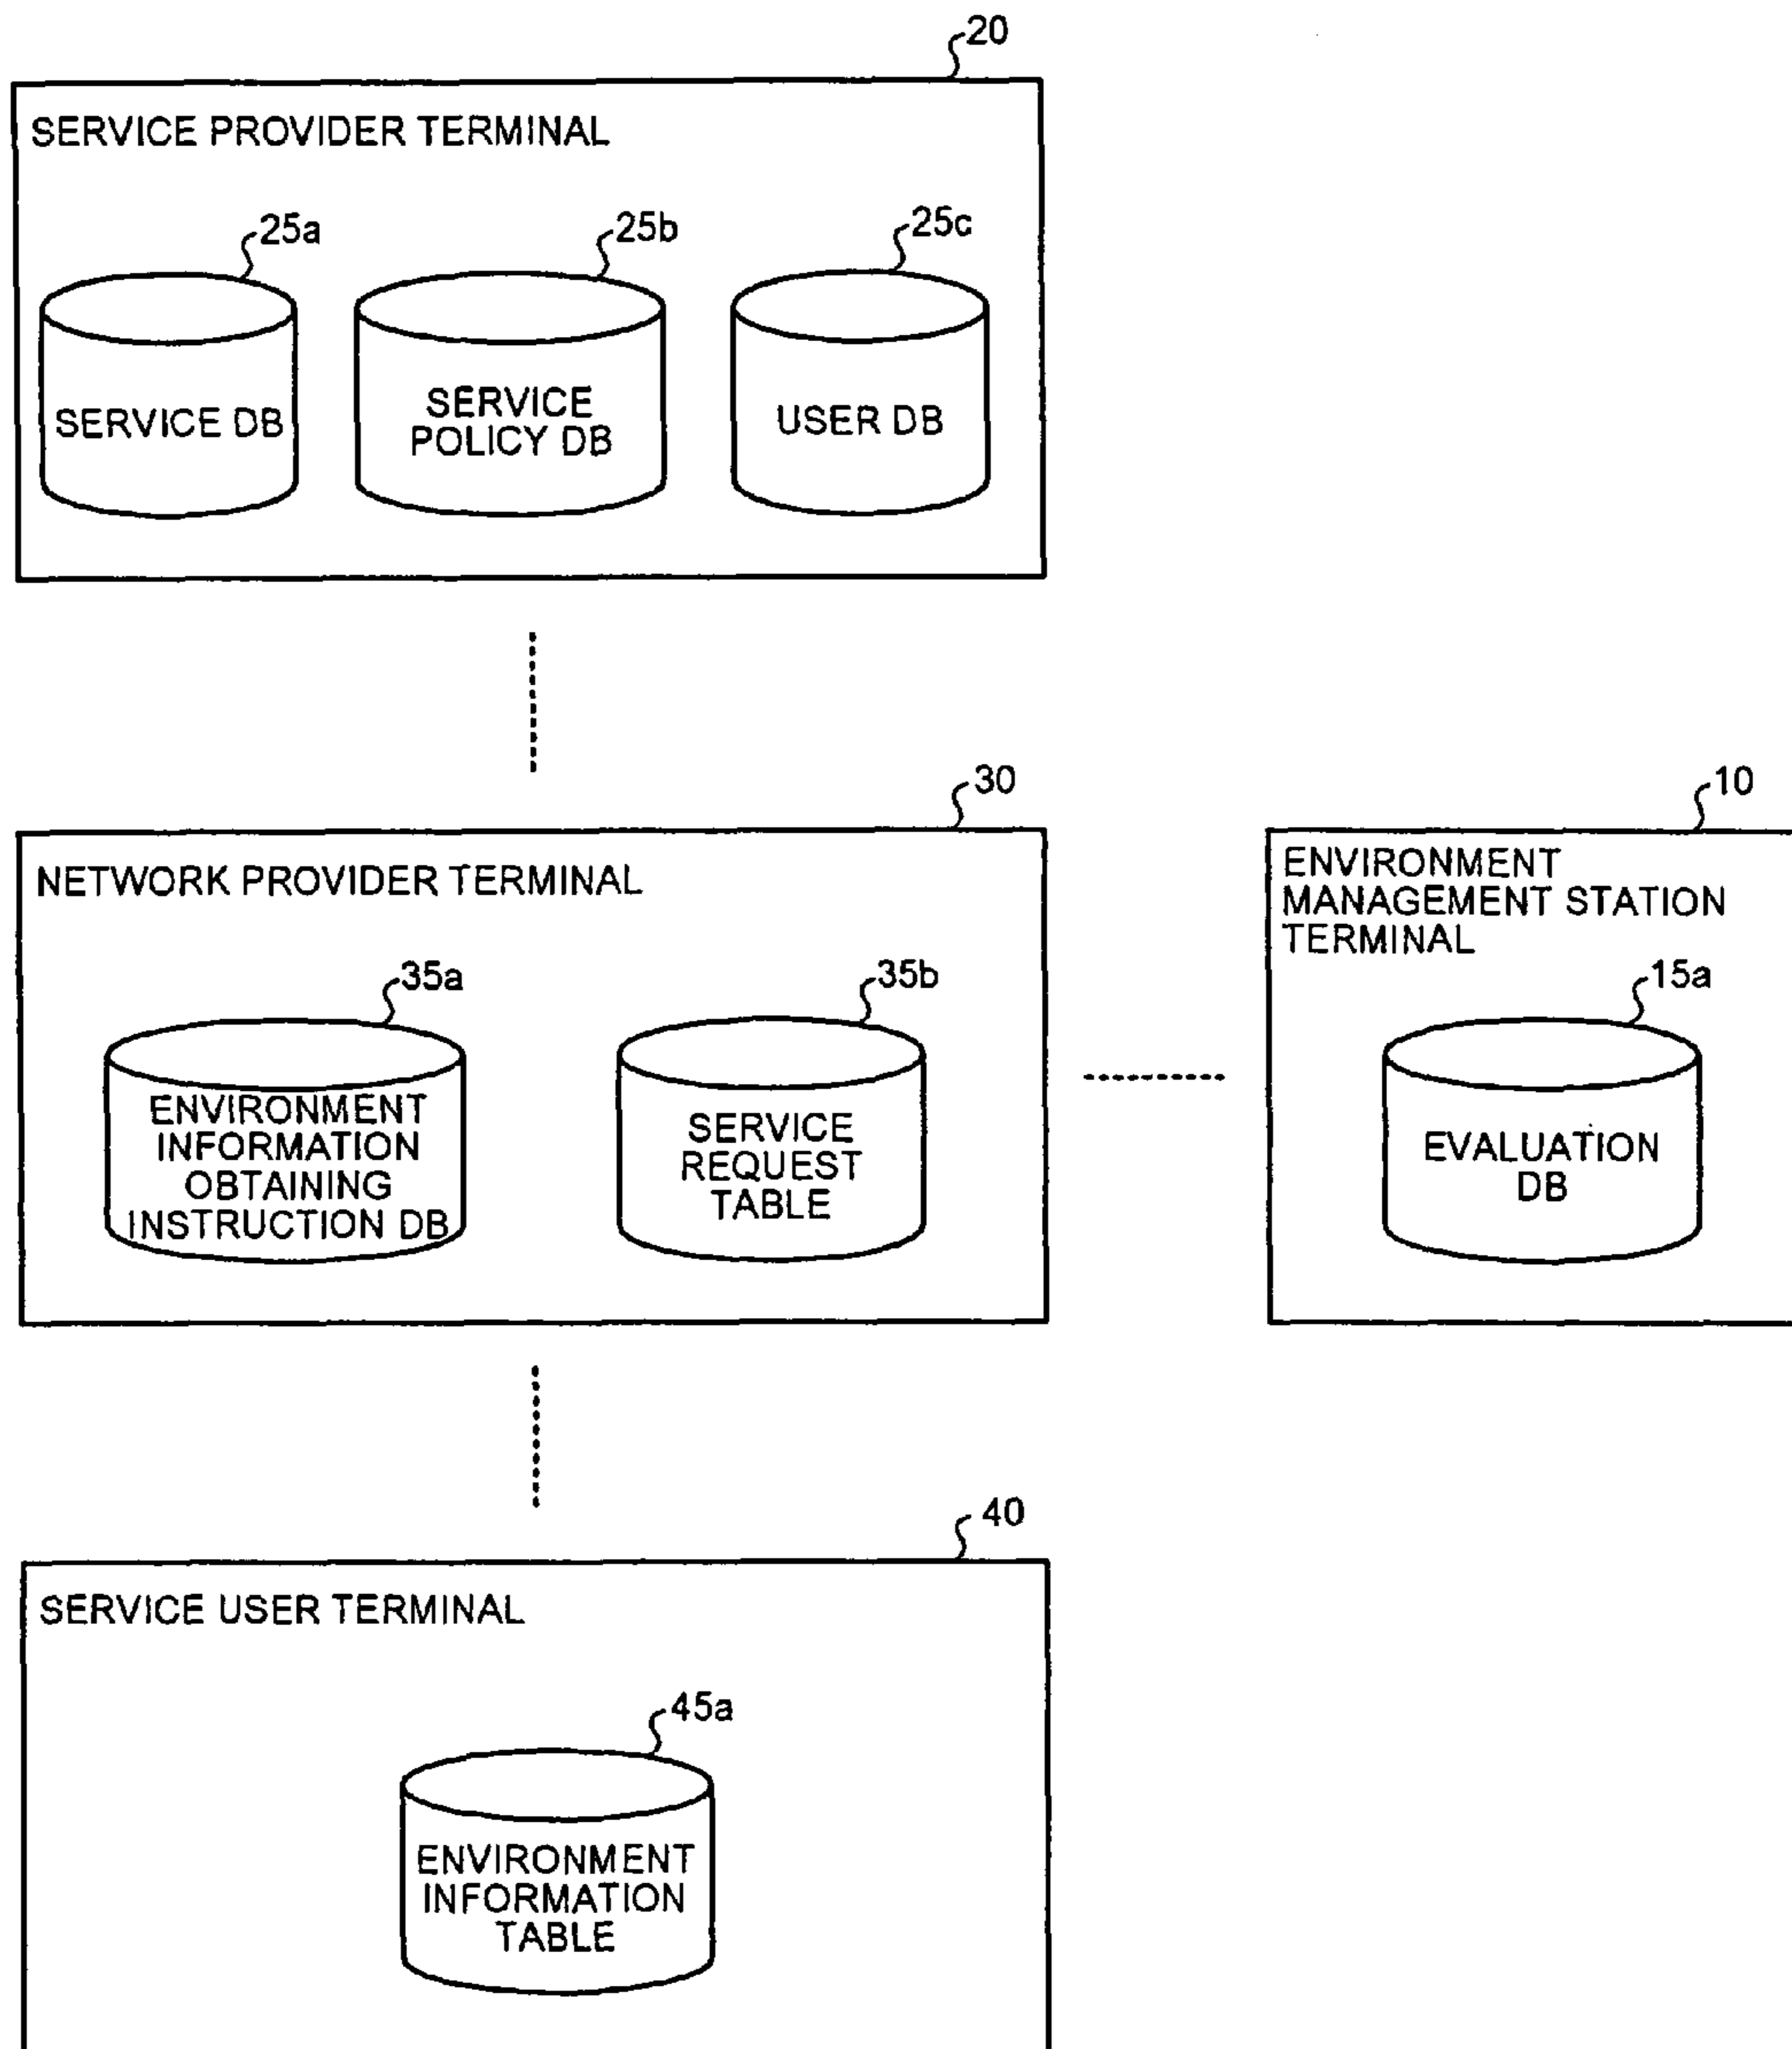 20
SERVICE PROVIDER TERMINAL
25a
25b
25c
SERVICE DB
SERVICE
POLICY DB
USER DB
30
NETWORK PROVIDER TERMINAL
35a
35b
ENVIRONMENT
INFORMATION
OBTAINING
INSTRUCTION DB
SERVICE
REQUEST
TABLE
10
ENVIRONMENT
MANAGEMENT STATION
TERMINAL
15a
EVALUATION
DB
40
SERVICE USER TERMINAL
45a
ENVIRONMENT
INFORMATION
TABLE